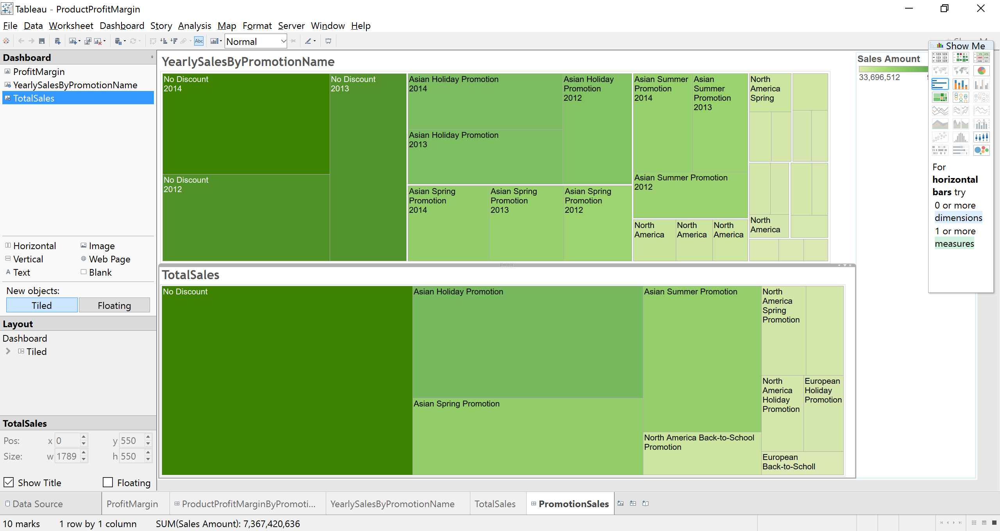 Tableau - ProductProfitMargin
File Data Worksheet Dashboard Story Analysis Map Format Server Window Help
Abc
Normal
Show Me
Dashboard
ProfitMargin
YearlySalesByPromotionName
TotalSales
Horizontal
Image
Vertical
Web Page
Text
Blank
New objects:
Tiled
Floating
Layout
Dashboard
Tiled
TotalSales
Pos: x 0 y 550
Size: w 1789 h 550
Show Title
Floating
YearlySalesByPromotionName
No Discount
2014
No Discount
2013
No Discount
2012
Asian Holiday Promotion
2014
Asian Holiday
Promotion
2012
Asian Holiday Promotion
2013
Asian Spring
Promotion
2014
Asian Spring
Promotion
2013
Asian Spring
Promotion
2012
Asian Summer
Promotion
2014
Asian
Summer
Promotion
2013
Asian Summer Promotion
2012
North
America
North
America
North
America
North
America
Spring
North
America
TotalSales
No Discount
Asian Holiday Promotion
Asian Spring Promotion
Asian Summer Promotion
North America Back-to-School
Promotion
North
America
Spring
Promotion
North
America
Holiday
Promotion
European
Holiday
Promotion
European
Back-to-Scholl
Sales Amount
33,696,512
For
horizontal
bars try
0 or more
dimensions
1 or more
measures
Data Source
ProfitMargin
ProductProfitMarginByPromoti...
YearlySalesByPromotionName
TotalSales
PromotionSales
10 marks
1 row by 1 column
SUM(Sales Amount): 7,367,420,636